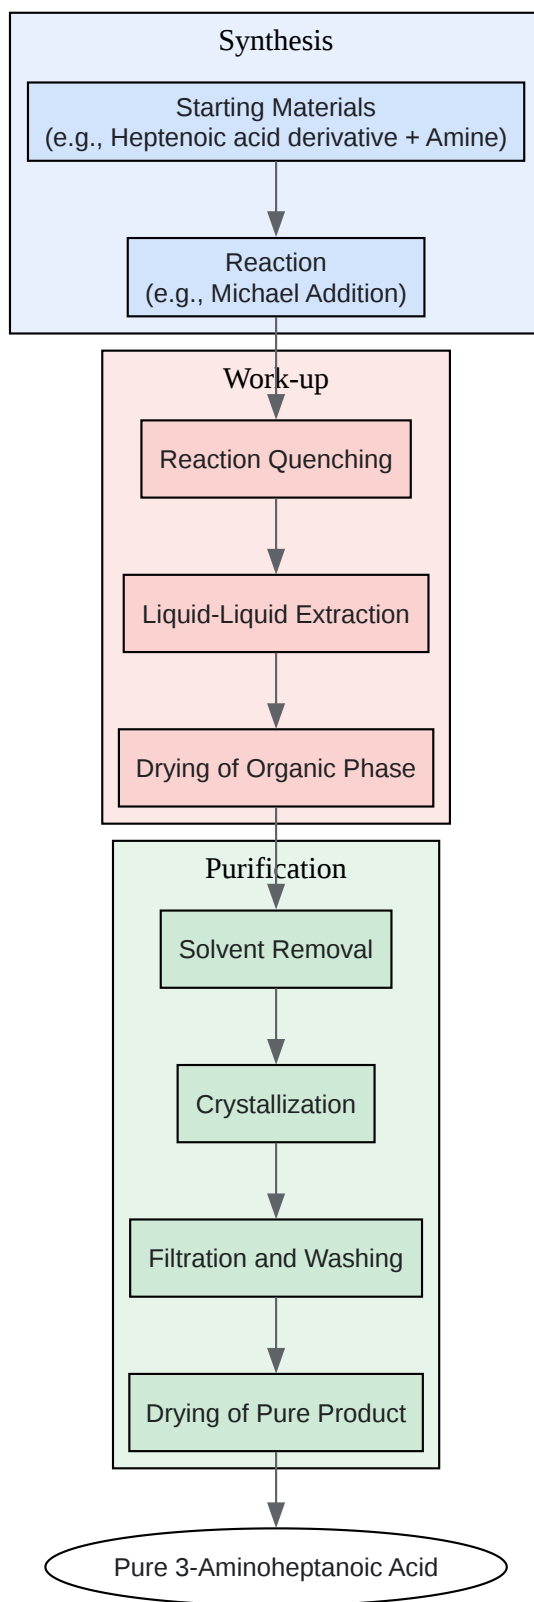 Synthesis
Starting Materials
(e.g., Heptenoic acid derivative + Amine)
Reaction
(e.g., Michael Addition)
Work-up
Reaction Quenching
Liquid-Liquid Extraction
Drying of Organic Phase
Purification
Solvent Removal
Crystallization
Filtration and Washing
Drying of Pure Product
Pure 3-Aminoheptanoic Acid